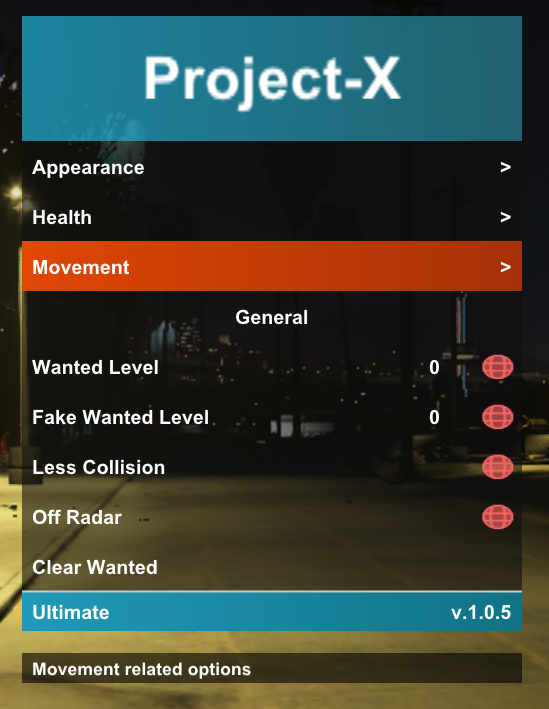 Project-X
Appearance >
Health >
Movement >
General
Wanted Level 0
Fake Wanted Level 0
Less Collision
Off Radar
Clear Wanted
Ultimate v.1.0.5
Movement related options